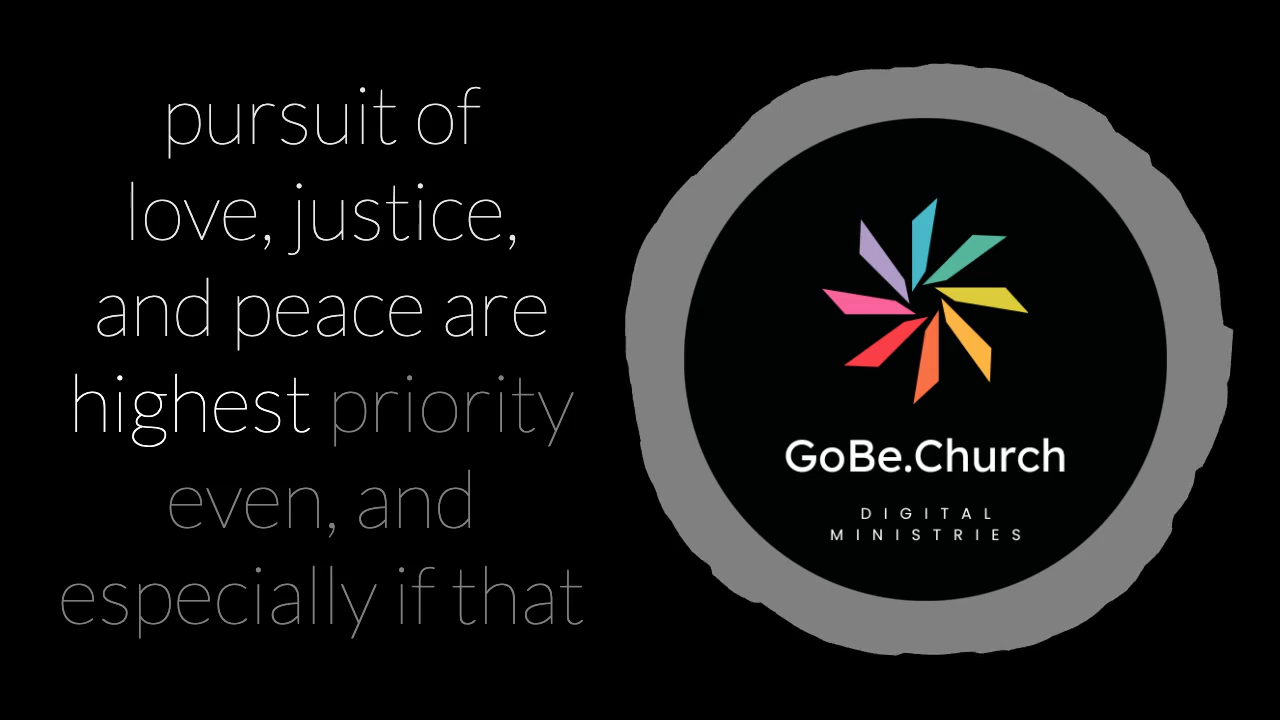 pursuit of
love, justice,
and peace are
highest priority
even, and
especially if that
GoBe.Church
DIGITAL
MINISTRIES